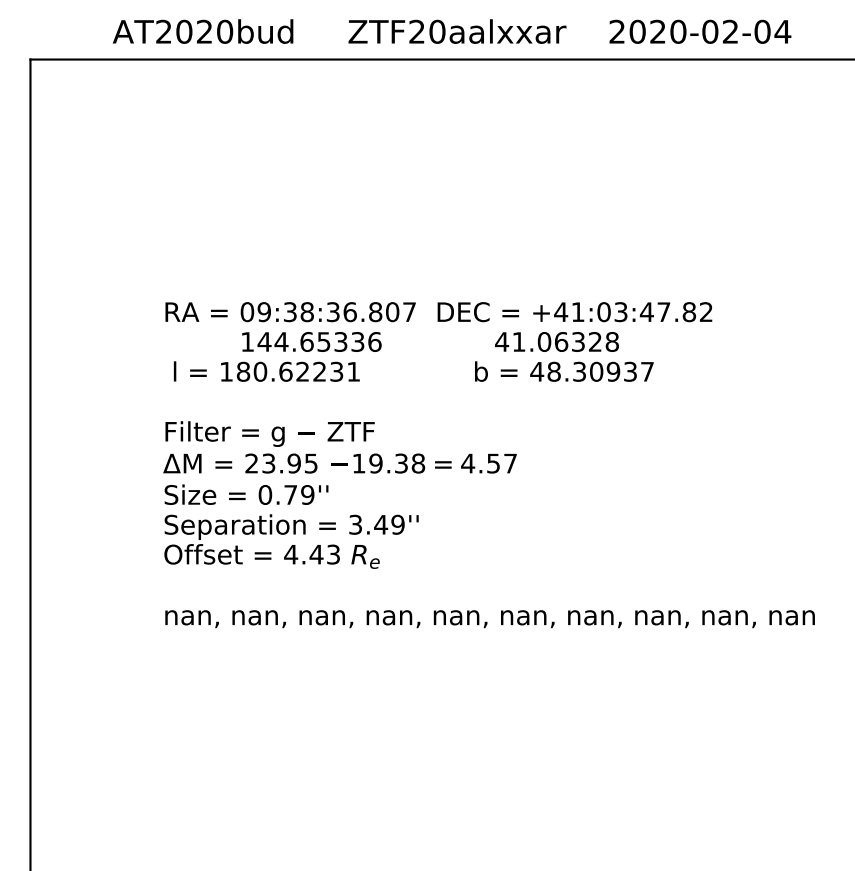 AT2020bud ZTF20aalxxar 2020-02-04
RA = 09:38:36.807 DEC = +41:03:47.82
144.65336 41.06328
l = 180.62231 b = 48.30937
Filter = g − ZTF
ΔM = 23.95 −19.38 = 4.57
Size = 0.79''
Separation = 3.49''
Offset = 4.43 Rₑ
nan, nan, nan, nan, nan, nan, nan, nan, nan, nan